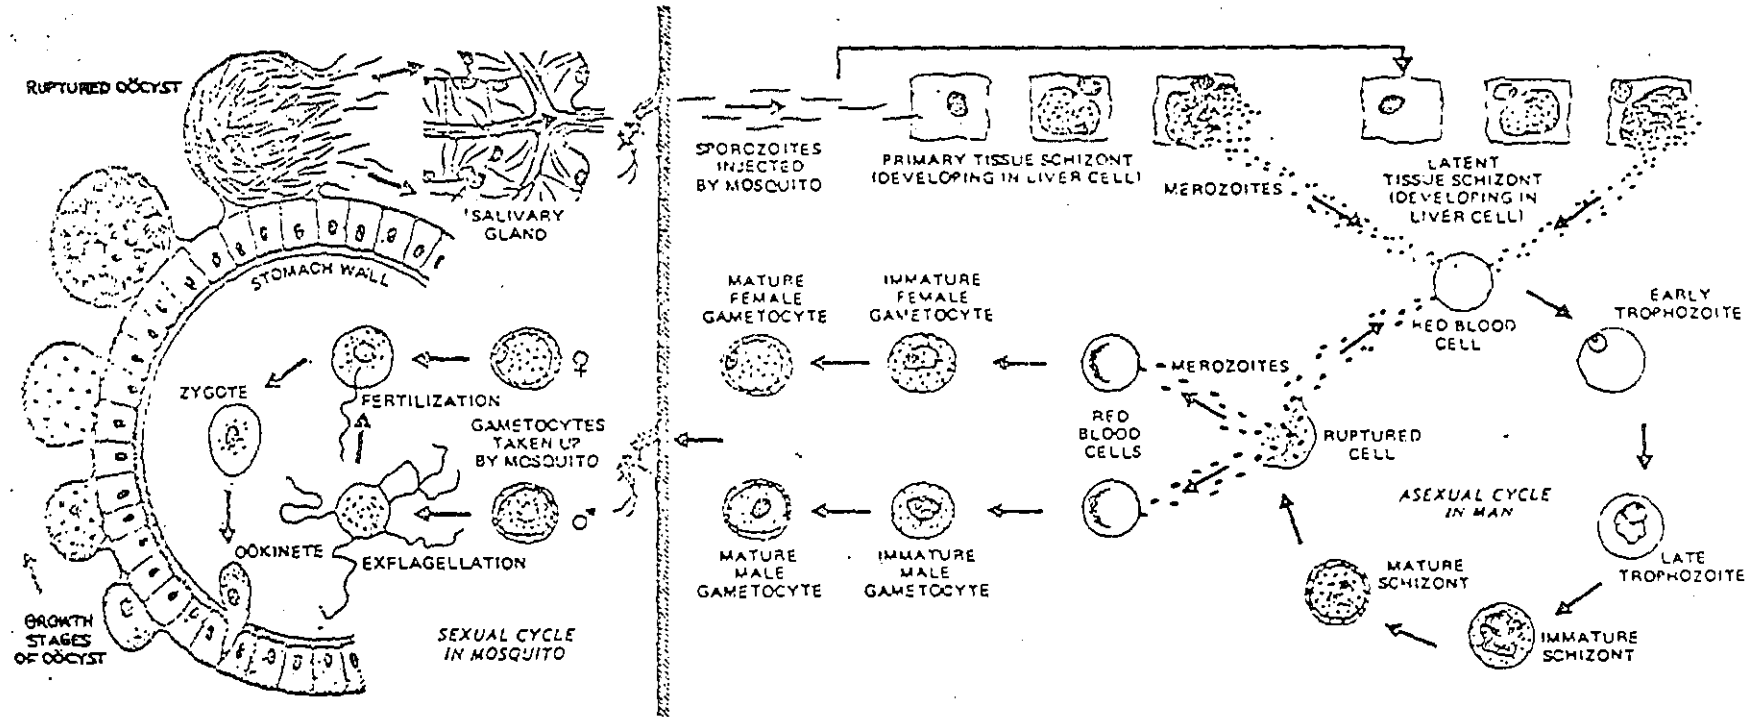 RUPTURED OÖCYST
SALIVARY
GLAND
STOMACH WALL
ZYGOTE
FERTILIZATION
GAMETOCYTES
TAKEN UP
BY MOSQUITO
♀
♂
OÖKINETE
EXFLAGELLATION
GROWTH
STAGES
OF OÖCYST
SEXUAL CYCLE
IN MOSQUITO
SPOROZOITES
INJECTED
BY MOSQUITO
PRIMARY TISSUE SCHIZONT
(DEVELOPING IN LIVER CELL)
MEROZOITES
LATENT
TISSUE SCHIZONT
(DEVELOPING IN
LIVER CELL)
MATURE
FEMALE
GAMETOCYTE
IMMATURE
FEMALE
GAMETOCYTE
MEROZOITES
RED BLOOD
CELL
EARLY
TROPHOZOITE
RED
BLOOD
CELLS
RUPTURED
CELL
ASEXUAL CYCLE
IN MAN
MATURE
MALE
GAMETOCYTE
IMMATURE
MALE
GAMETOCYTE
MATURE
SCHIZONT
LATE
TROPHOZOITE
IMMATURE
SCHIZONT